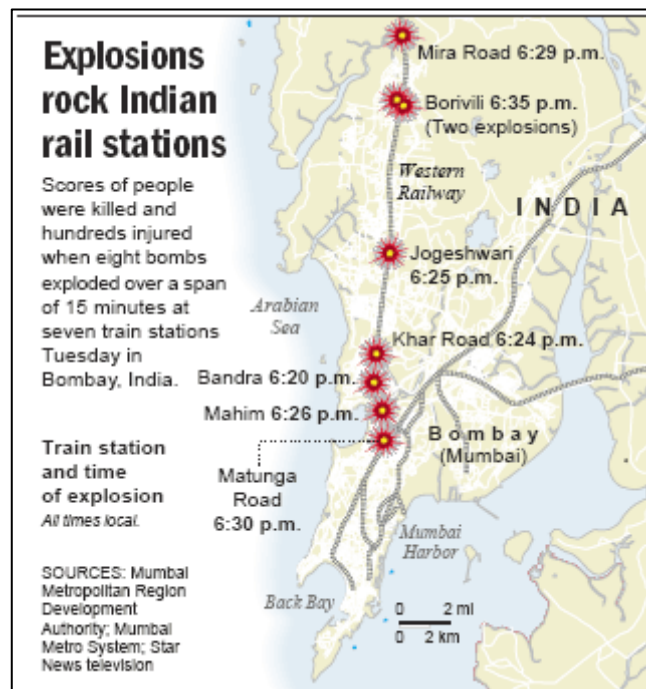 Explosions
rock Indian
rail stations
Scores of people
were killed and
hundreds injured
when eight bombs
exploded over a span
of 15 minutes at
seven train stations
Tuesday in
Bombay, India.
Train station
and time
of explosion
All times local.
SOURCES: Mumbai
Metropolitan Region
Development
Authority; Mumbai
Metro System; Star
News television
Mira Road 6:29 p.m.
Borivili 6:35 p.m.
(Two explosions)
Western
Railway
INDIA
Jogeshwari
6:25 p.m.
Arabian
Sea
Khar Road 6:24 p.m.
Bandra 6:20 p.m.
Mahim 6:26 p.m.
Bombay
(Mumbai)
Matunga
Road
6:30 p.m.
Mumbai
Harbor
Back Bay
0 2 mi
0 2 km